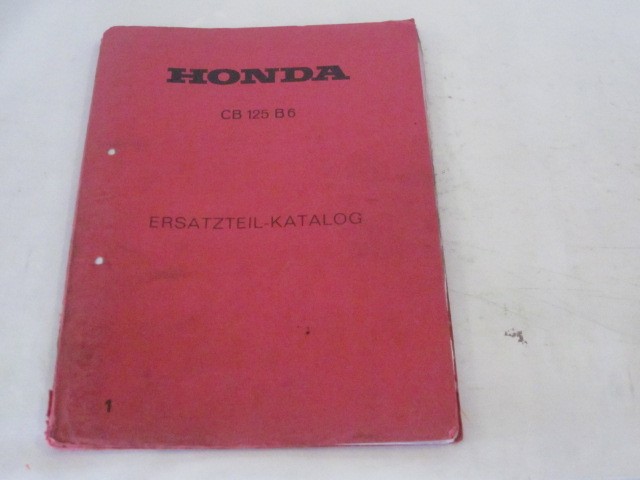 HONDA
CB 125 B6
ERSATZTEIL-KATALOG
1